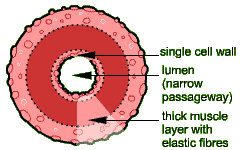 single cell wall
lumen
(narrow
passageway)
thick muscle
layer with
elastic fibres